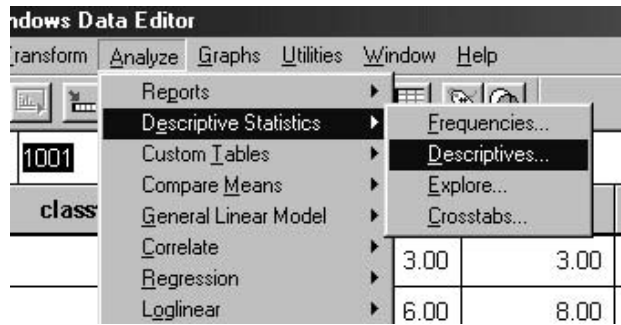 ndows Data Editor
ransform Analyze Graphs Utilities Window Help
Reports
Descriptive Statistics Frequencies...
1001 Custom Tables Descriptives...
Compare Means Explore...
class General Linear Model Crosstabs...
Correlate 3.00 3.00
Regression
Loglinear 6.00 8.00